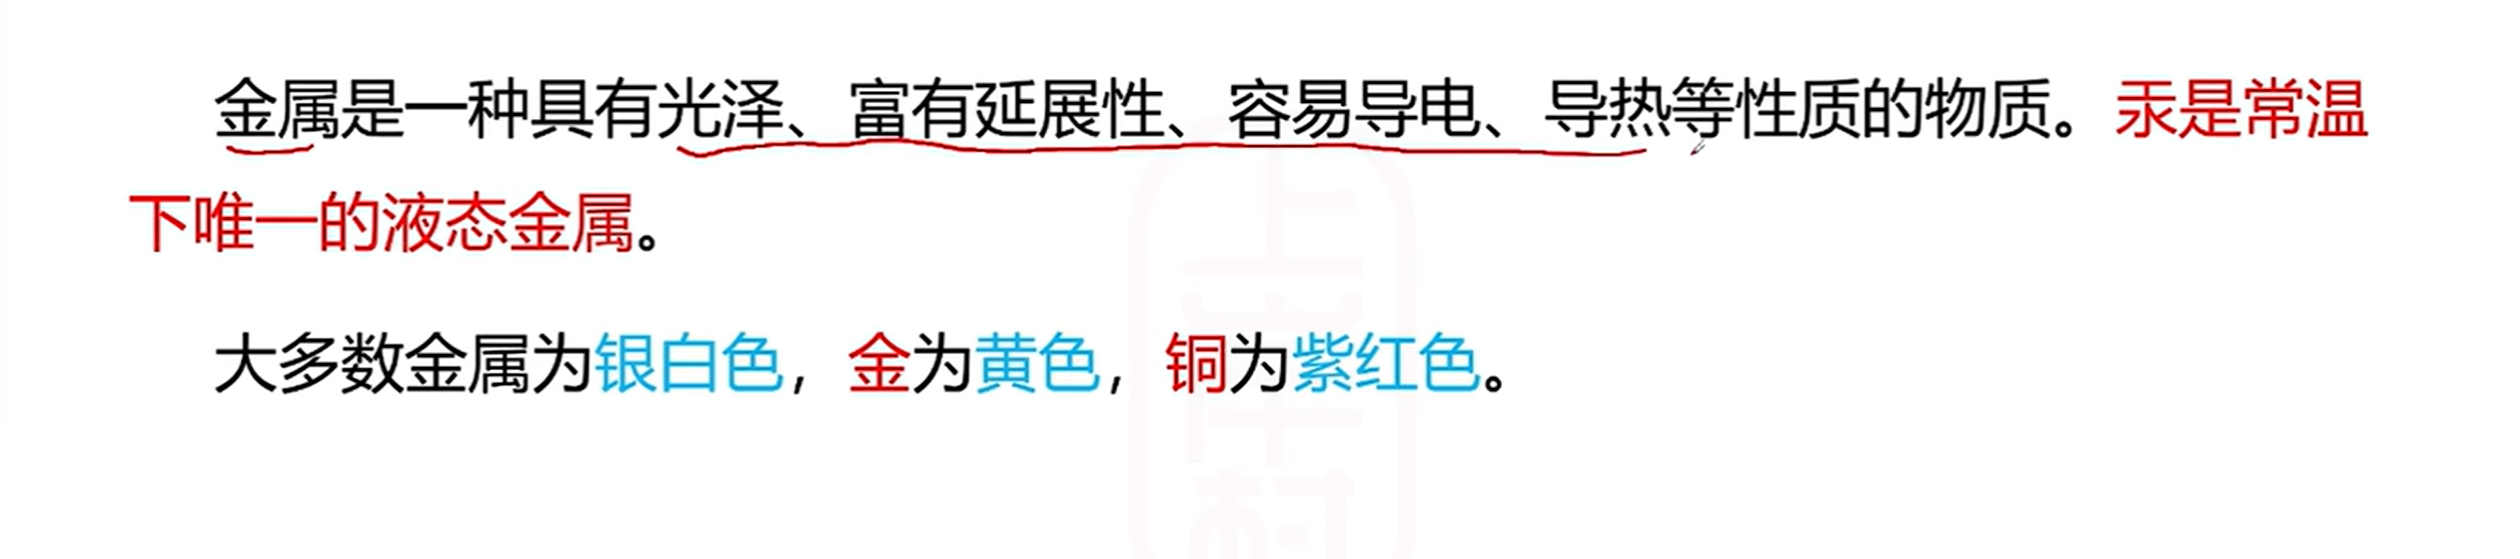 金属是一种具有光泽、富有延展性、容易导电、导热等性质的物质。汞是常温
下唯一的液态金属。
大多数金属为银白色，金为黄色，铜为紫红色。